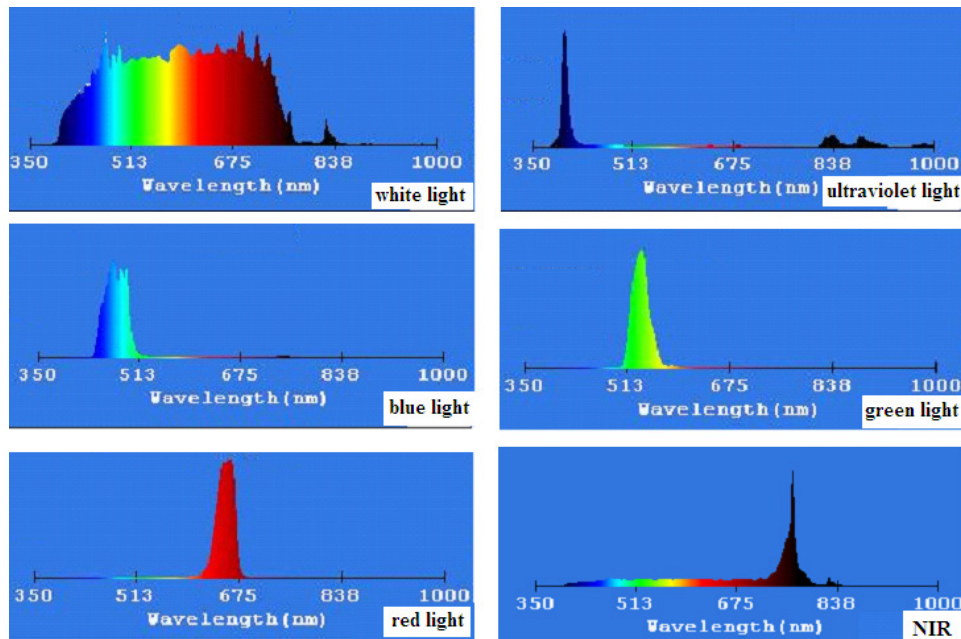 350 513 675 838 1000
Wavelength(nm)
white light
350 513 675 838 1000
Wavelength(nm)
ultraviolet light
350 513 675 838 1000
Wavelength(nm)
blue light
350 513 675 838 1000
Wavelength(nm)
green light
350 513 675 838 1000
Wavelength(nm)
red light
350 513 675 838 1000
Wavelength(nm)
NIR